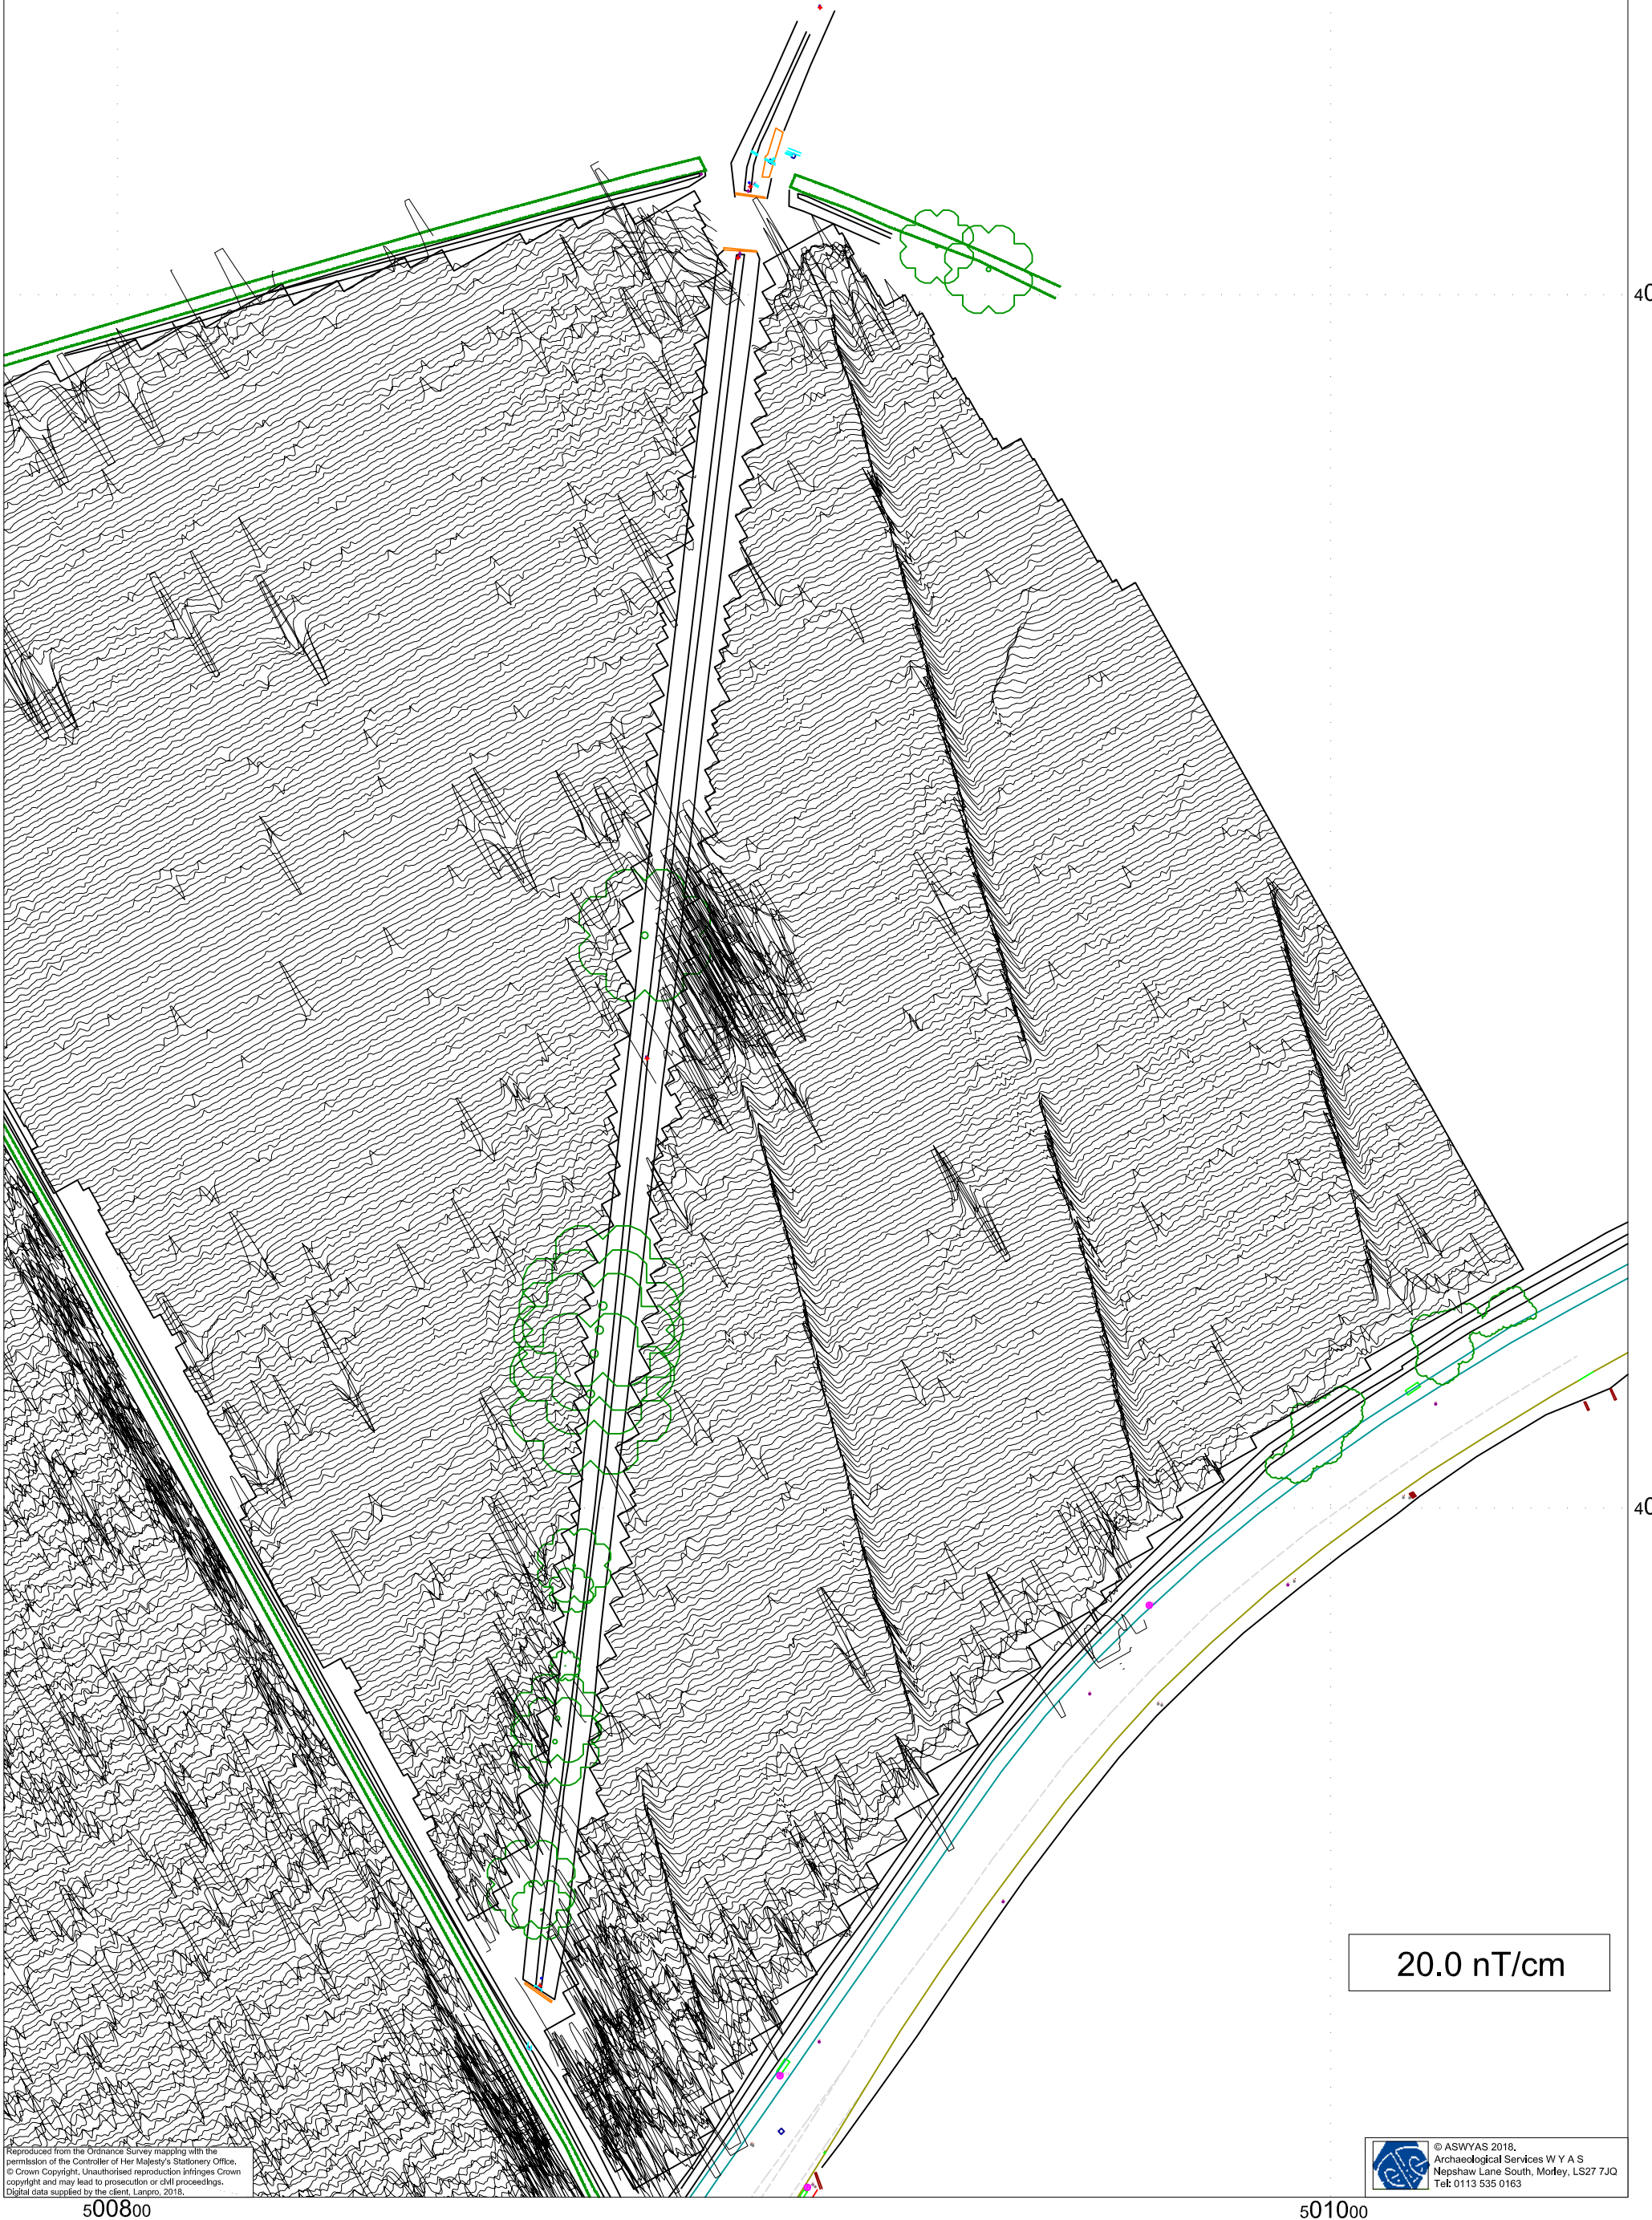 40
40
20.0 nT/cm
Reproduced from the Ordnance Survey mapping with the
permission of the Controller of Her Majesty's Stationery Office.
© Crown Copyright. Unauthorised reproduction infringes Crown
copyright and may lead to prosecution or civil proceedings.
Digital data supplied by the client, Lanpro, 2018.
© ASWYAS 2018.
Archaeological Services W Y A S
Nepshaw Lane South, Morley, LS27 7JQ
Tel: 0113 535 0163
500800
501000